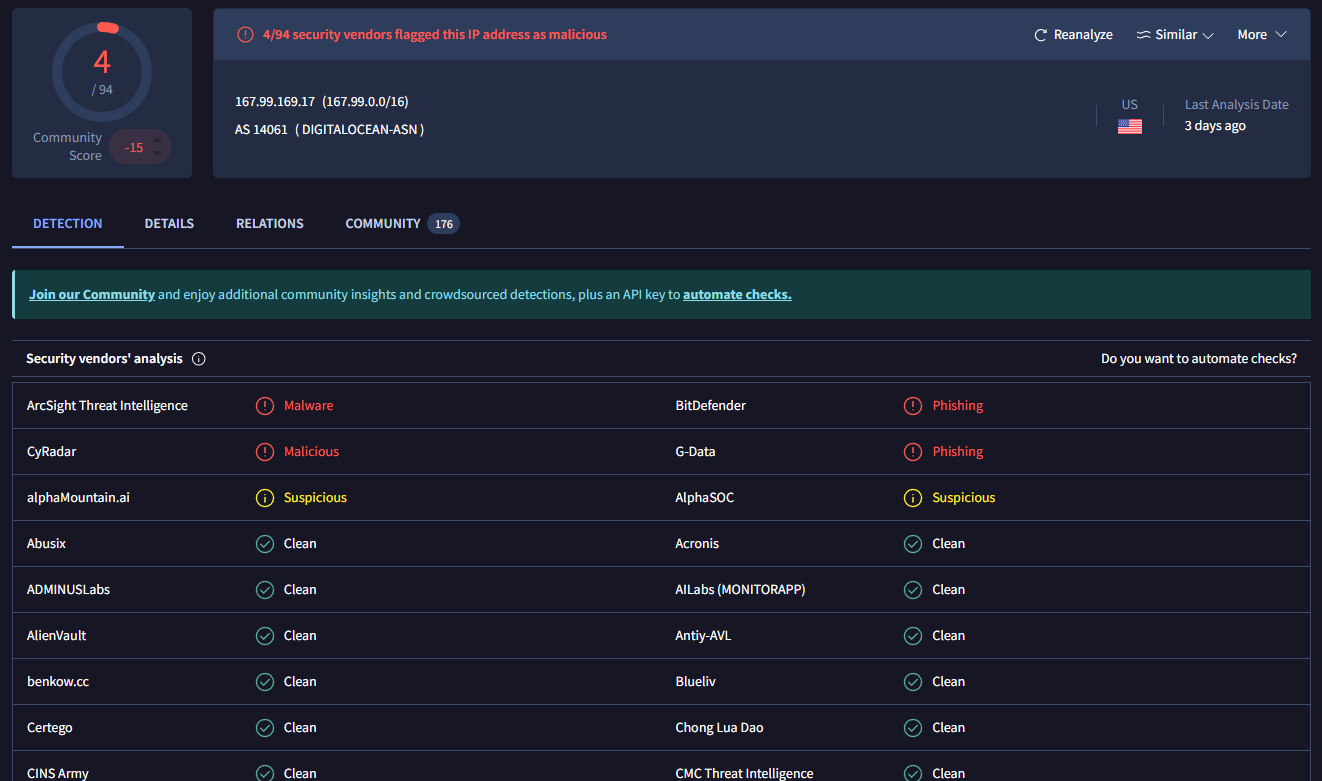 4
/ 94
Community Score -15
4/94 security vendors flagged this IP address as malicious
Reanalyze Similar More
167.99.169.17 (167.99.0.0/16)
AS 14061 ( DIGITALOCEAN-ASN )
US
Last Analysis Date
3 days ago
DETECTION DETAILS RELATIONS COMMUNITY 176
Join our Community and enjoy additional community insights and crowdsourced detections, plus an API key to automate checks.
Security vendors' analysis Do you want to automate checks?
ArcSight Threat Intelligence Malware BitDefender Phishing
CyRadar Malicious G-Data Phishing
alphaMountain.ai Suspicious AlphaSOC Suspicious
Abusix Clean Acronis Clean
ADMINUSLabs Clean AILabs (MONITORAPP) Clean
AlienVault Clean Antiy-AVL Clean
benkow.cc Clean Blueliv Clean
Certego Clean Chong Lua Dao Clean
CINS Army Clean CMC Threat Intelligence Clean